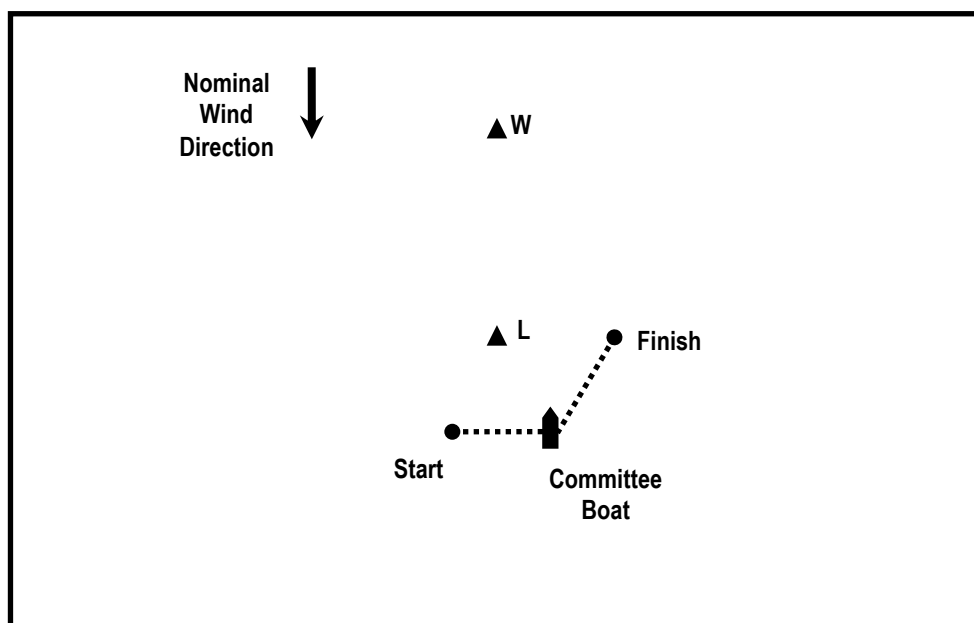 Nominal
Wind
Direction
W
L
Finish
Start
Committee
Boat